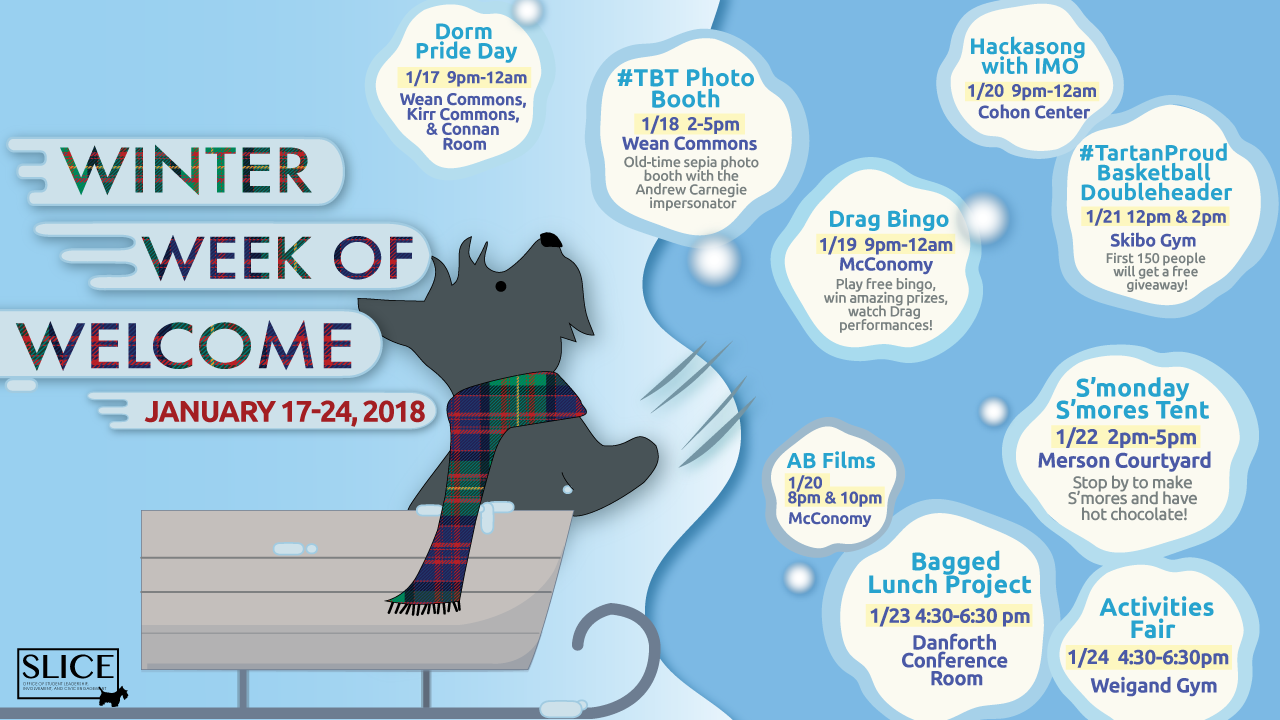 WINTER
WEEK OF
WELCOME
JANUARY 17-24, 2018
Dorm
Pride Day
1/17 9pm-12am
Wean Commons,
Kirr Commons,
& Connan
Room
#TBT Photo
Booth
1/18 2-5pm
Wean Commons
Old-time sepia photo
booth with the
Andrew Carnegie
impersonator
Drag Bingo
1/19 9pm-12am
McConomy
Play free bingo,
win amazing prizes,
watch Drag
performances!
Hackasong
with IMO
1/20 9pm-12am
Cohon Center
#TartanProud
Basketball
Doubleheader
1/21 12pm & 2pm
Skibo Gym
First 150 people
will get a free
giveaway!
AB Films
1/20
8pm & 10pm
McConomy
S'monday
S'mores Tent
1/22 2pm-5pm
Merson Courtyard
Stop by to make
S'mores and have
hot chocolate!
Bagged
Lunch Project
1/23 4:30-6:30 pm
Danforth
Conference
Room
Activities
Fair
1/24 4:30-6:30pm
Weigand Gym
SLICE
OFFICE OF STUDENT LEADERSHIP,
INVOLVEMENT, AND CIVIC ENGAGEMENT